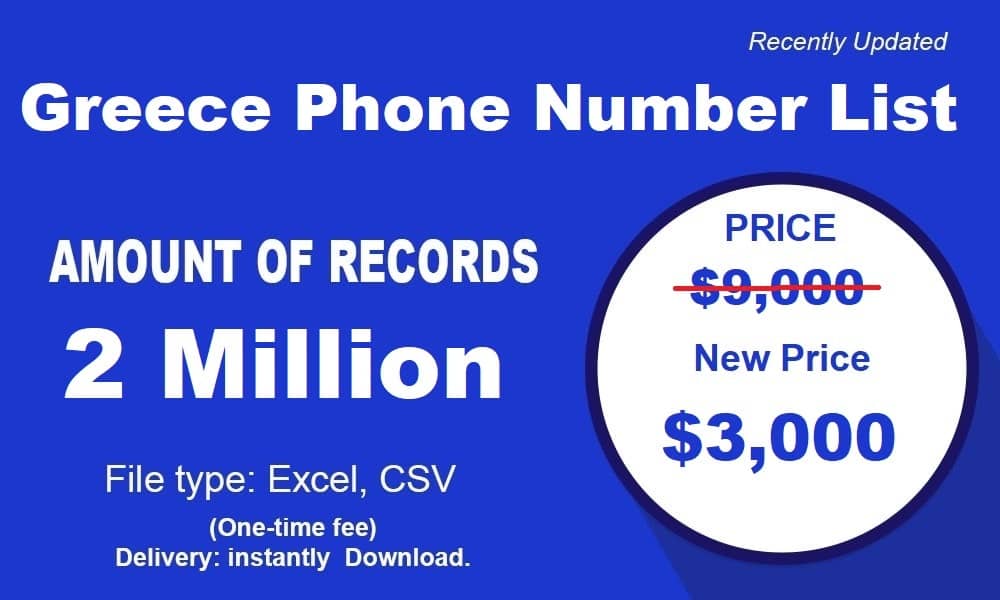 Recently Updated
Greece Phone Number List
AMOUNT OF RECORDS
2 Million
File type: Excel, CSV
(One-time fee)
Delivery: instantly Download.
PRICE
$9,000
New Price
$3,000